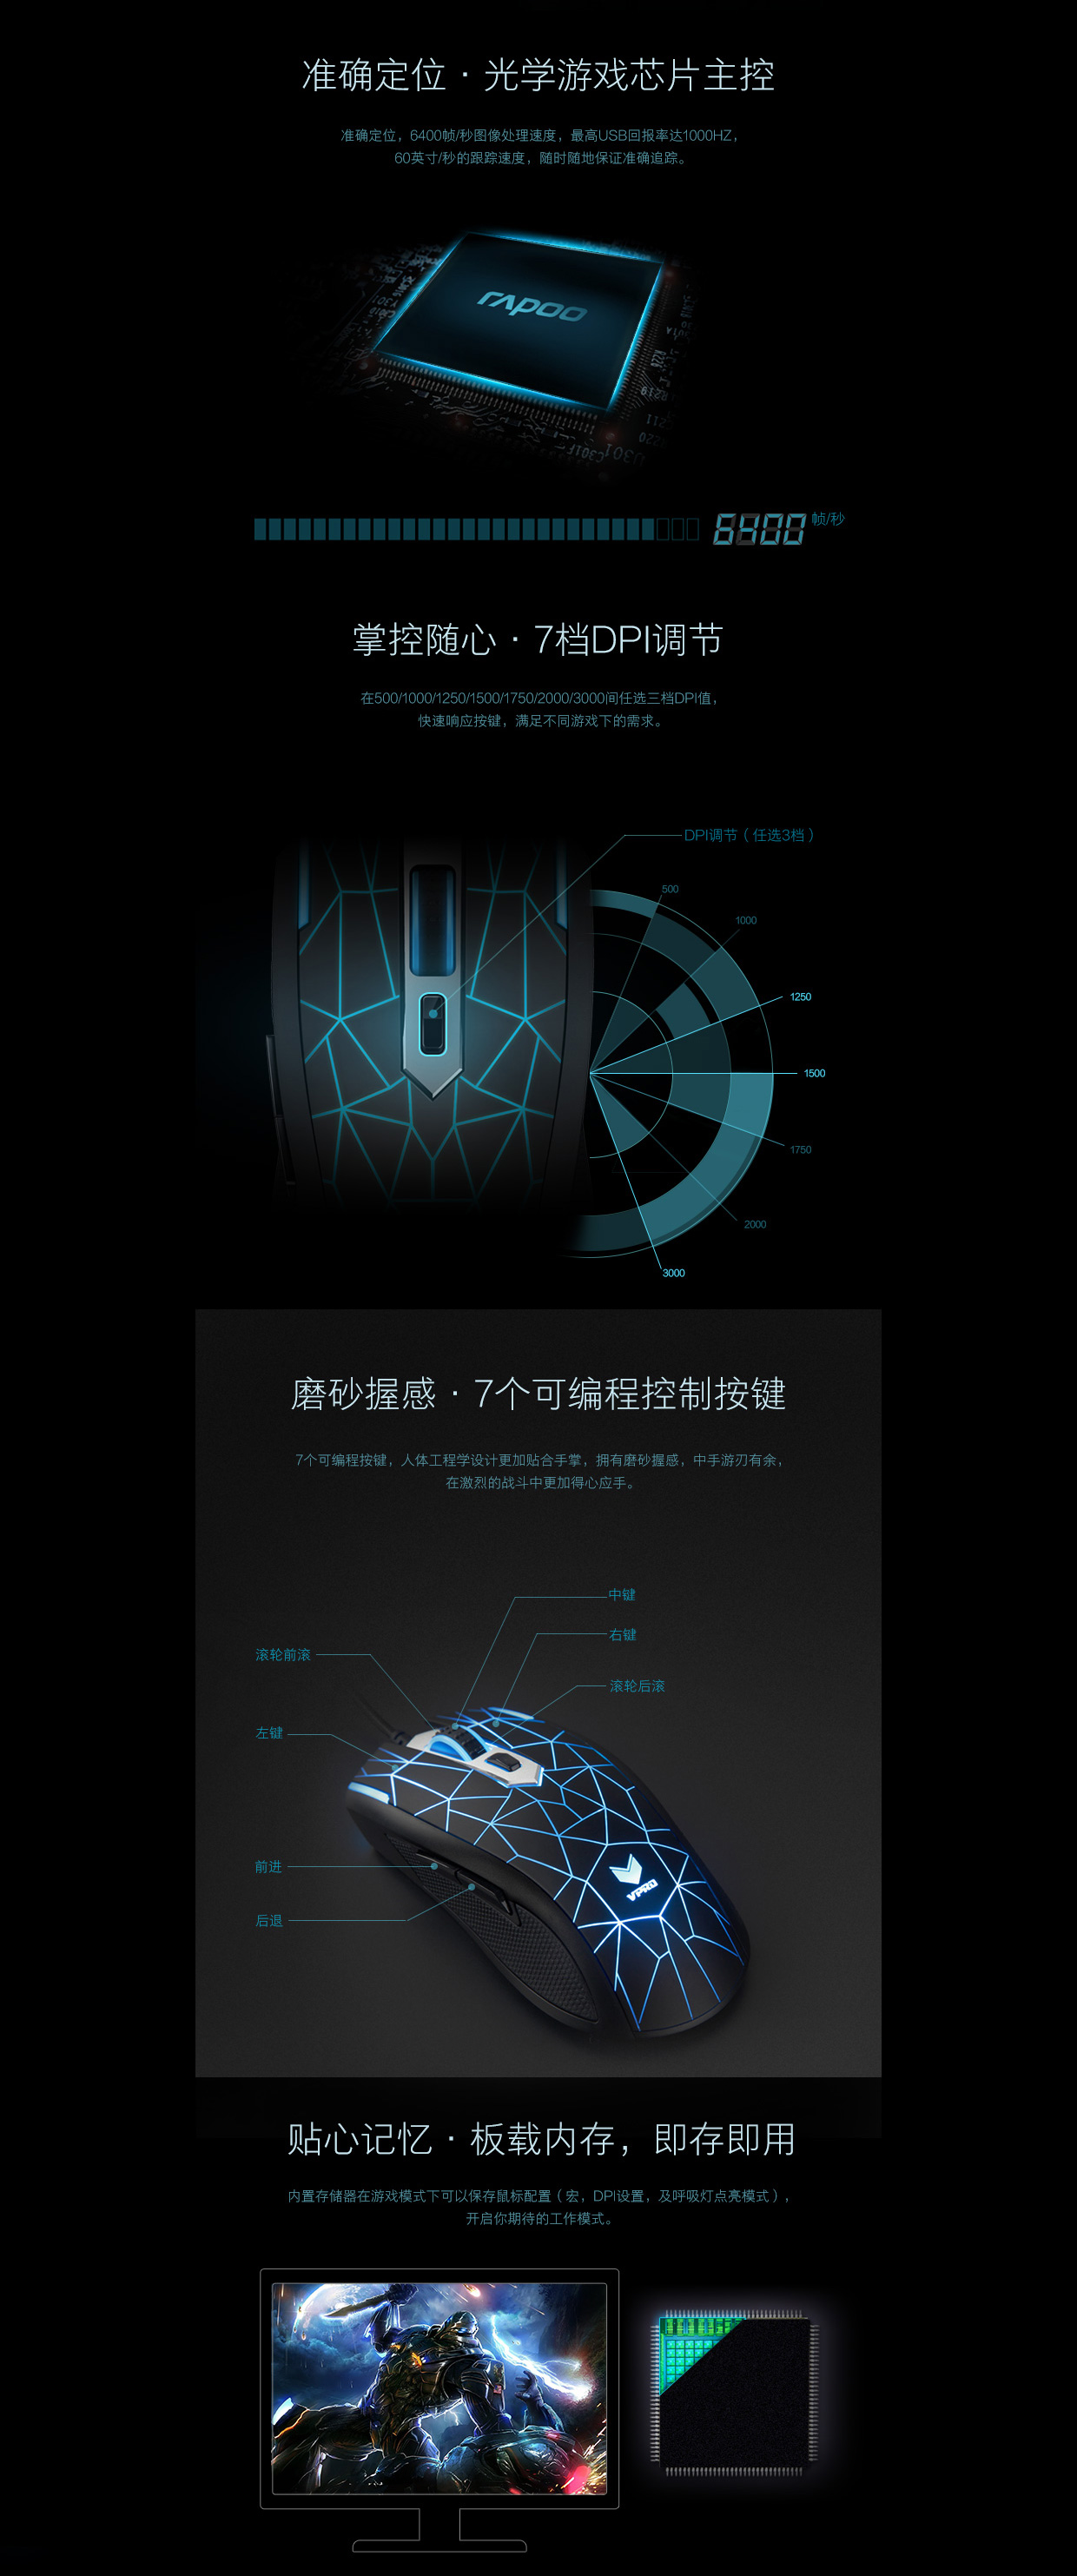 准确定位 · 光学游戏芯片主控
准确定位，6400帧/秒图像处理速度，最高USB回报率达1000HZ，
60英寸/秒的跟踪速度，随时随地保证准确追踪。
rapoo
6400 帧/秒
掌控随心 · 7档DPI调节
在500/1000/1250/1500/1750/2000/3000间任选三档DPI值，
快速响应按键，满足不同游戏下的需求。
DPI调节（任选3档）
500
1000
1250
1500
1750
2000
3000
磨砂握感 · 7个可编程控制按键
7个可编程按键，人体工程学设计更加贴合手掌，拥有磨砂握感，中手游刃有余，
在激烈的战斗中更加得心应手。
中键
右键
滚轮前滚
滚轮后滚
左键
前进
后退
VPRO
贴心记忆 · 板载内存，即存即用
内置存储器在游戏模式下可以保存鼠标配置（宏，DPI设置，及呼吸灯点亮模式），
开启你期待的工作模式。